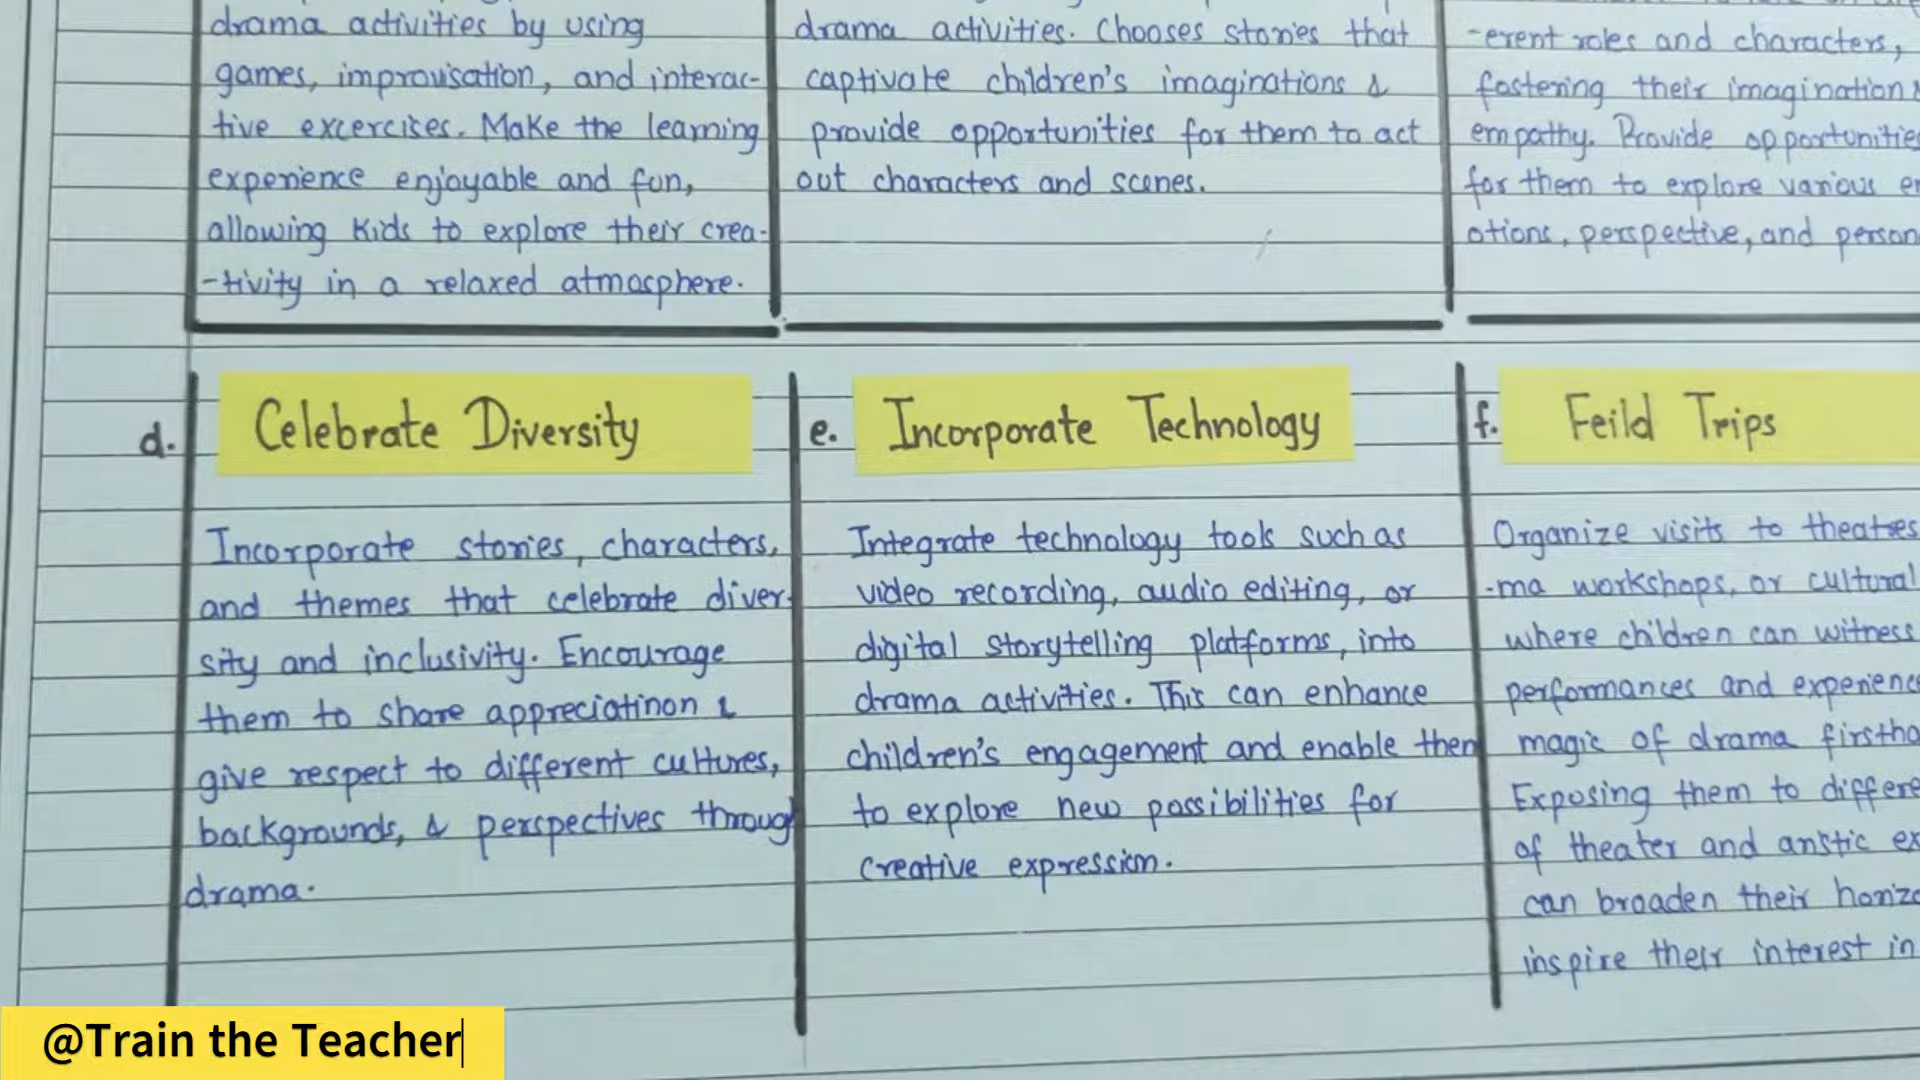 drama activities by using
games, improvisation, and interac-
tive excercises. Make the learning
experience enjoyable and fun,
allowing kids to explore their crea-
-tivity in a relaxed atmosphere.
drama activities. Chooses stories that
captivate children's imaginations &
provide opportunities for them to act
out characters and scenes.
-erent roles and characters,
fostering their imagination &
empathy. Provide opportunities
for them to explore various em
otions, perspective, and person
d. Celebrate Diversity
Incorporate stories, characters,
and themes that celebrate diver-
sity and inclusivity. Encourage
them to share appreciatinon &
give respect to different cultures,
backgrounds, & perspectives throug
drama.
e. Incorporate Technology
Integrate technology tools such as
video recording, audio editing, or
digital storytelling platforms, into
drama activities. This can enhance
children's engagement and enable them
to explore new possibilities for
creative expression.
f. Feild Trips
Organize visits to theatres
-ma workshops, or cultural
where children can witness
performances and experience
magic of drama firstha
Exposing them to differe
of theater and aristic ex
can broaden their horizo
inspire their interest in
@Train the Teacher